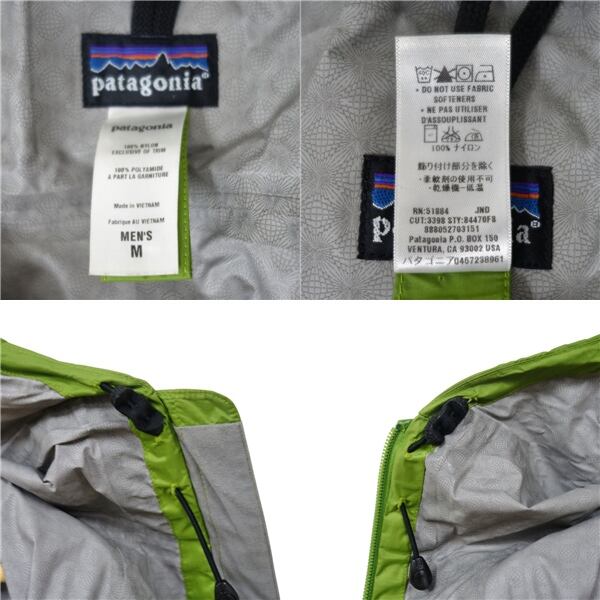 patagonia®
patagonia®
100% NYLON
EXCLUSIVE OF TRIM
100% POLYAMIDE
A PART LA GARNITURE
Made in VIETNAM
Fabriqué AU VIETNAM
MEN'S
M
• DO NOT USE FABRIC
SOFTENERS
• NE PAS UTILISER
D'ASSOUPLISSANT
100% ナイロン
飾り付け部分を除く
・柔軟剤の使用不可
・乾燥機-低温
RN:51884 JND
CUT:3398 STY:84470F8
888052703151
Patagonia P.O. BOX 150
VENTURA, CA 93002 USA
パタゴニア0467238961